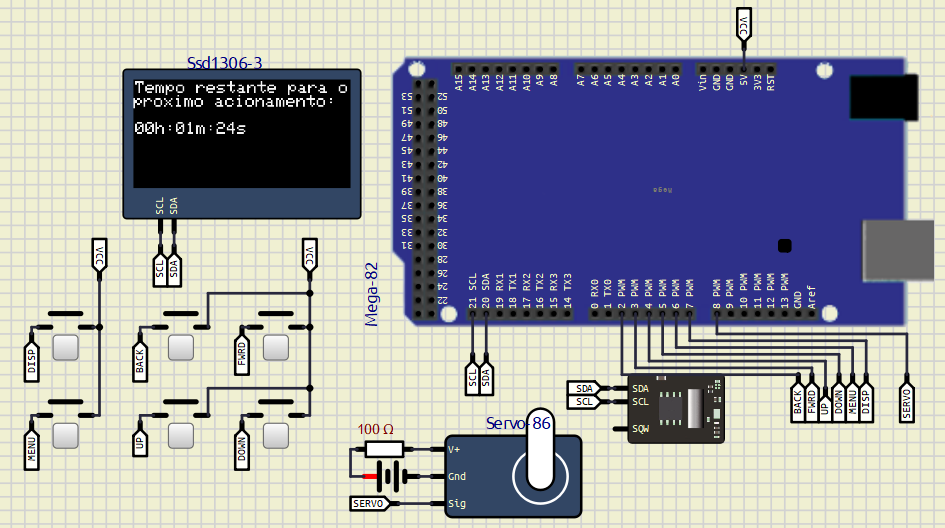 VCC
Ssd1306-3
Tempo restante para o
proximo acionamento:
00h:01m:24s
SCL
SDA
SCL
SDA
VCC
VCC
DISP
BACK
FWRD
MENU
UP
DOWN
Mega-82
A15 A14 A13 A12 A11 A10 A9 A8 A7 A6 A5 A4 A3 A2 A1 A0 Vin GND GND 5V 3V3 RST
53 52
51 50
49 48
47 46
45 44
43 42
41 40
39 38
37 36
35 34
33 32
31 30
28
26
24
22
Mega
21 SCL
20 SDA
19 RX1
18 TX1
17 RX2
16 TX2
15 RX3
14 TX3
0 RX0
1 TX0
2 PWM
3 PWM
4 PWM
5 PWM
6 PWM
7 PWM
8 PWM
9 PWM
10 PWM
11 PWM
12 PWM
13 PWM
GND
Aref
SCL
SDA
SDA
SCL
SDA
SCL
SQW
BACK
FWRD
UP
DOWN
MENU
DISP
SERVO
Servo-86
100 Ω
V+
Gnd
Sig
SERVO